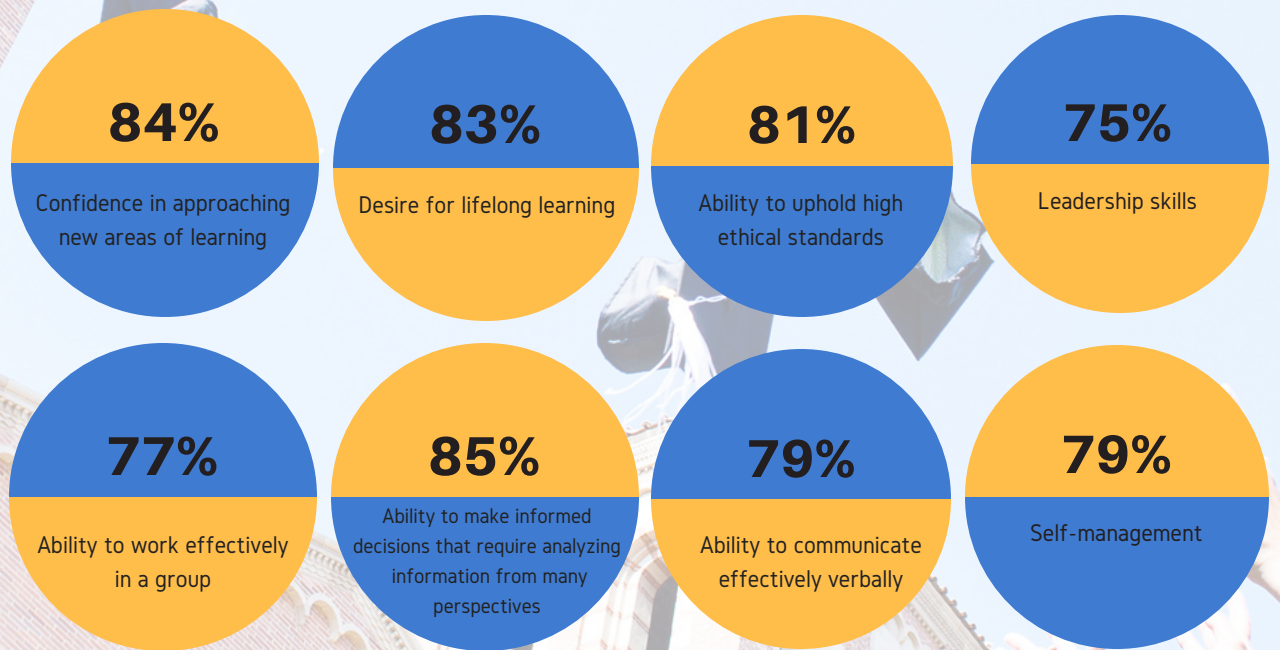 84%
Confidence in approaching
new areas of learning
83%
Desire for lifelong learning
81%
Ability to uphold high
ethical standards
75%
Leadership skills
77%
Ability to work effectively
in a group
85%
Ability to make informed
decisions that require analyzing
information from many
perspectives
79%
Ability to communicate
effectively verbally
79%
Self-management